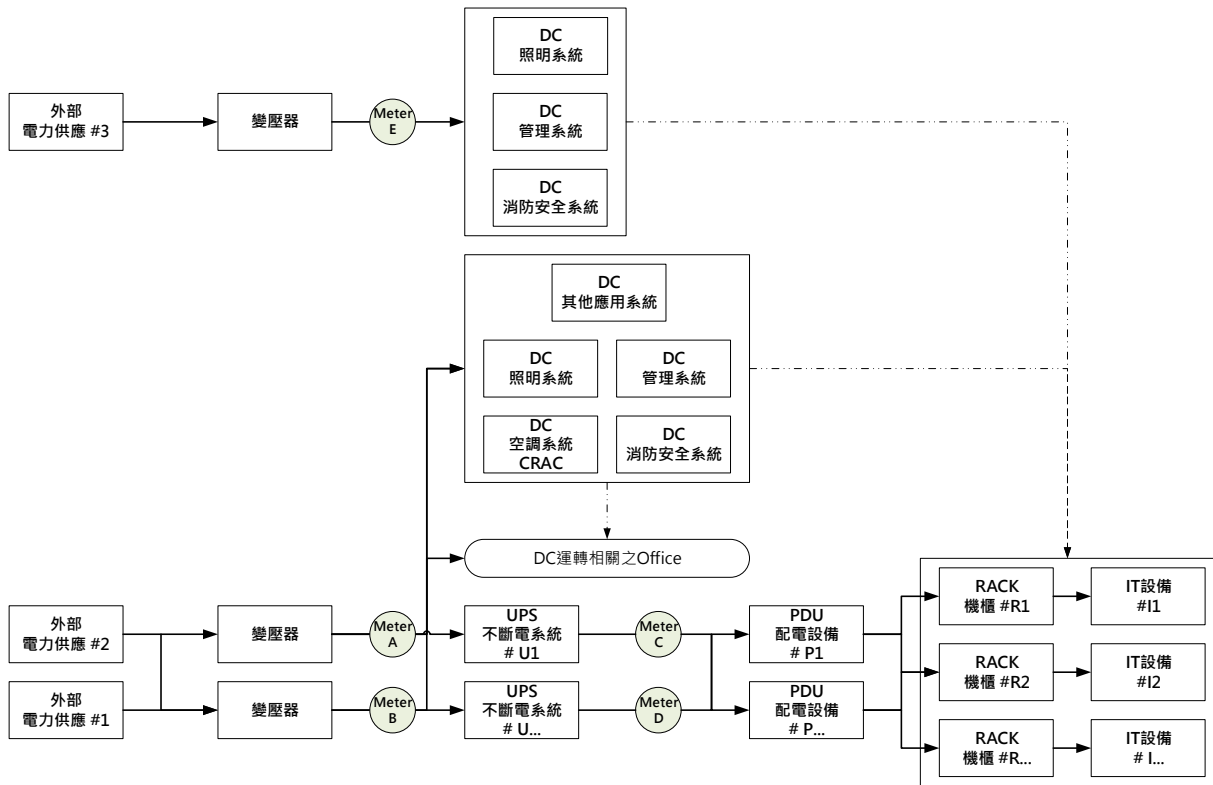 DC
照明系統
外部
電力供應 #3
變壓器
Meter
E
DC
管理系統
DC
消防安全系統
DC
其他應用系統
DC
照明系統
DC
管理系統
DC
空調系統
CRAC
DC
消防安全系統
DC運轉相關之Office
外部
電力供應 #2
變壓器
Meter
A
UPS
不斷電系統
# U1
Meter
C
PDU
配電設備
# P1
外部
電力供應 #1
變壓器
Meter
B
UPS
不斷電系統
# U...
Meter
D
PDU
配電設備
# P...
RACK
機櫃 #R1
IT設備
#I1
RACK
機櫃 #R2
IT設備
#I2
RACK
機櫃 #R...
IT設備
# I...